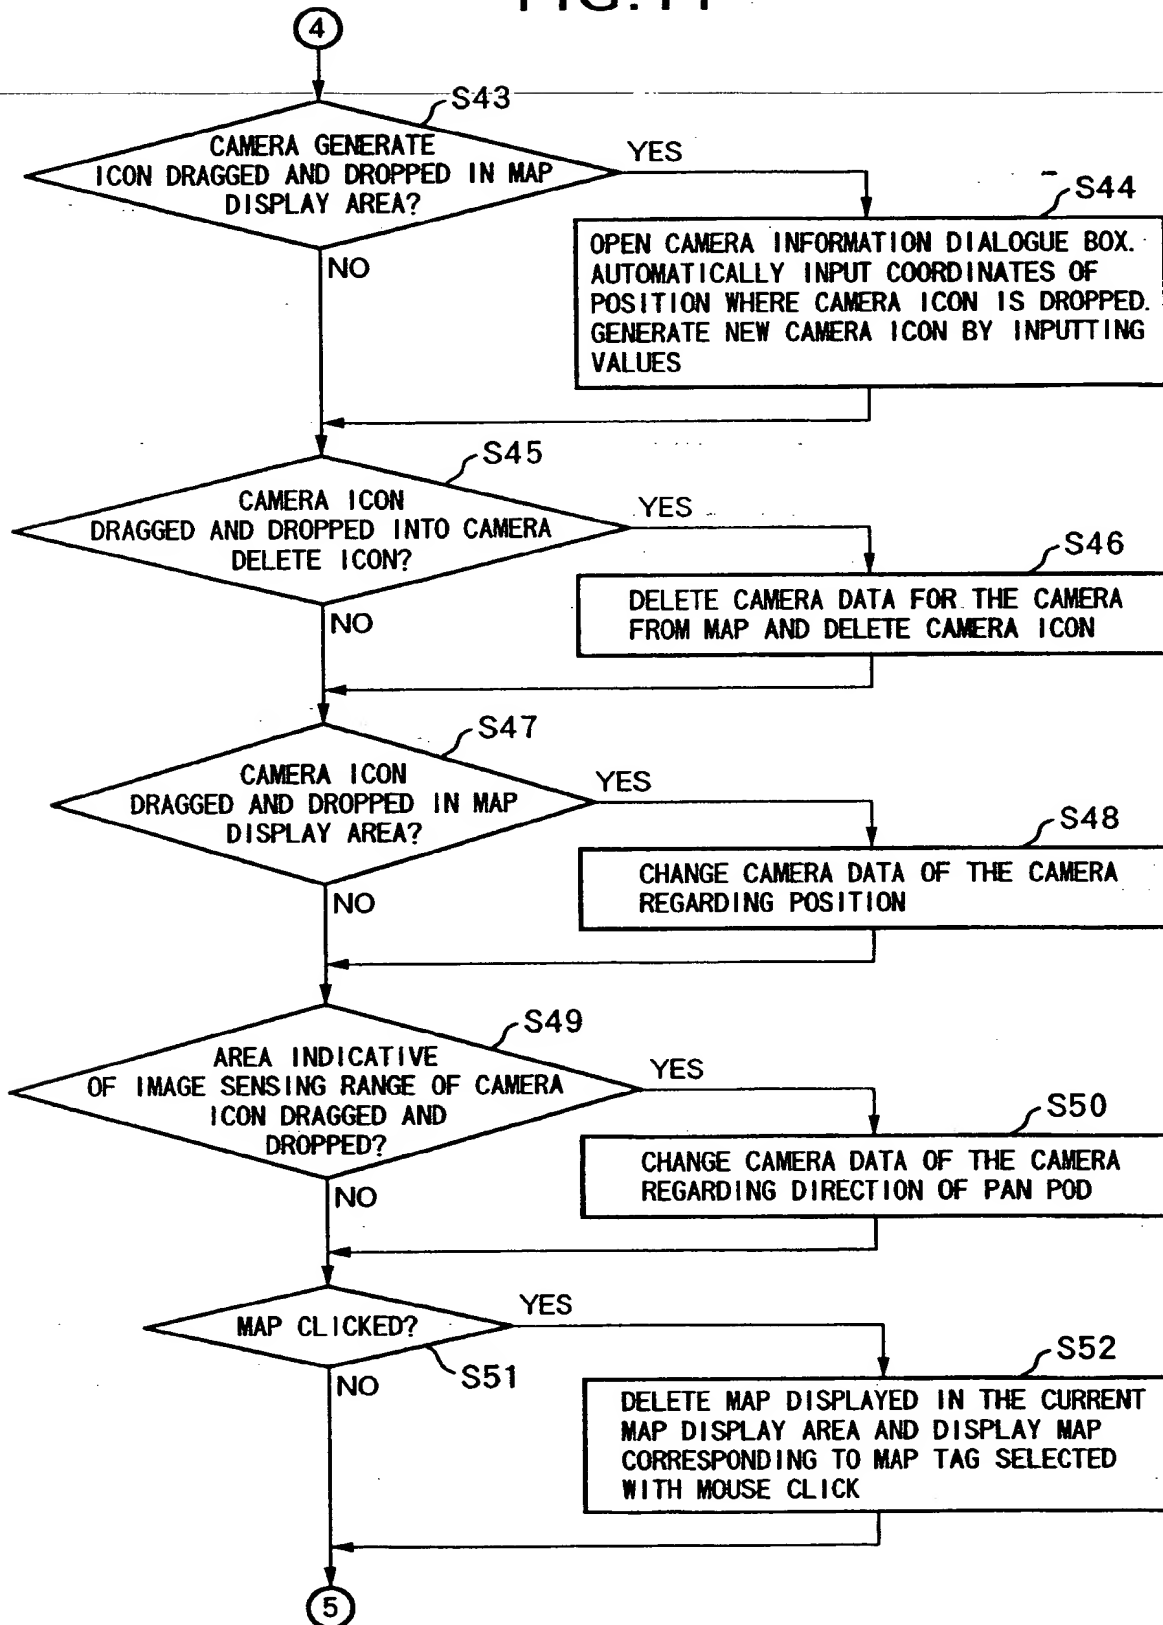 FIG. 11
4
S43
CAMERA GENERATE
ICON DRAGGED AND DROPPED IN MAP
DISPLAY AREA?
YES
NO
S44
OPEN CAMERA INFORMATION DIALOGUE BOX.
AUTOMATICALLY INPUT COORDINATES OF
POSITION WHERE CAMERA ICON IS DROPPED.
GENERATE NEW CAMERA ICON BY INPUTTING
VALUES
S45
CAMERA ICON
DRAGGED AND DROPPED INTO CAMERA
DELETE ICON?
YES
NO
S46
DELETE CAMERA DATA FOR THE CAMERA
FROM MAP AND DELETE CAMERA ICON
S47
CAMERA ICON
DRAGGED AND DROPPED IN MAP
DISPLAY AREA?
YES
NO
S48
CHANGE CAMERA DATA OF THE CAMERA
REGARDING POSITION
S49
AREA INDICATIVE
OF IMAGE SENSING RANGE OF CAMERA
ICON DRAGGED AND
DROPPED?
YES
NO
S50
CHANGE CAMERA DATA OF THE CAMERA
REGARDING DIRECTION OF PAN POD
MAP CLICKED?
YES
S51
NO
S52
DELETE MAP DISPLAYED IN THE CURRENT
MAP DISPLAY AREA AND DISPLAY MAP
CORRESPONDING TO MAP TAG SELECTED
WITH MOUSE CLICK
5